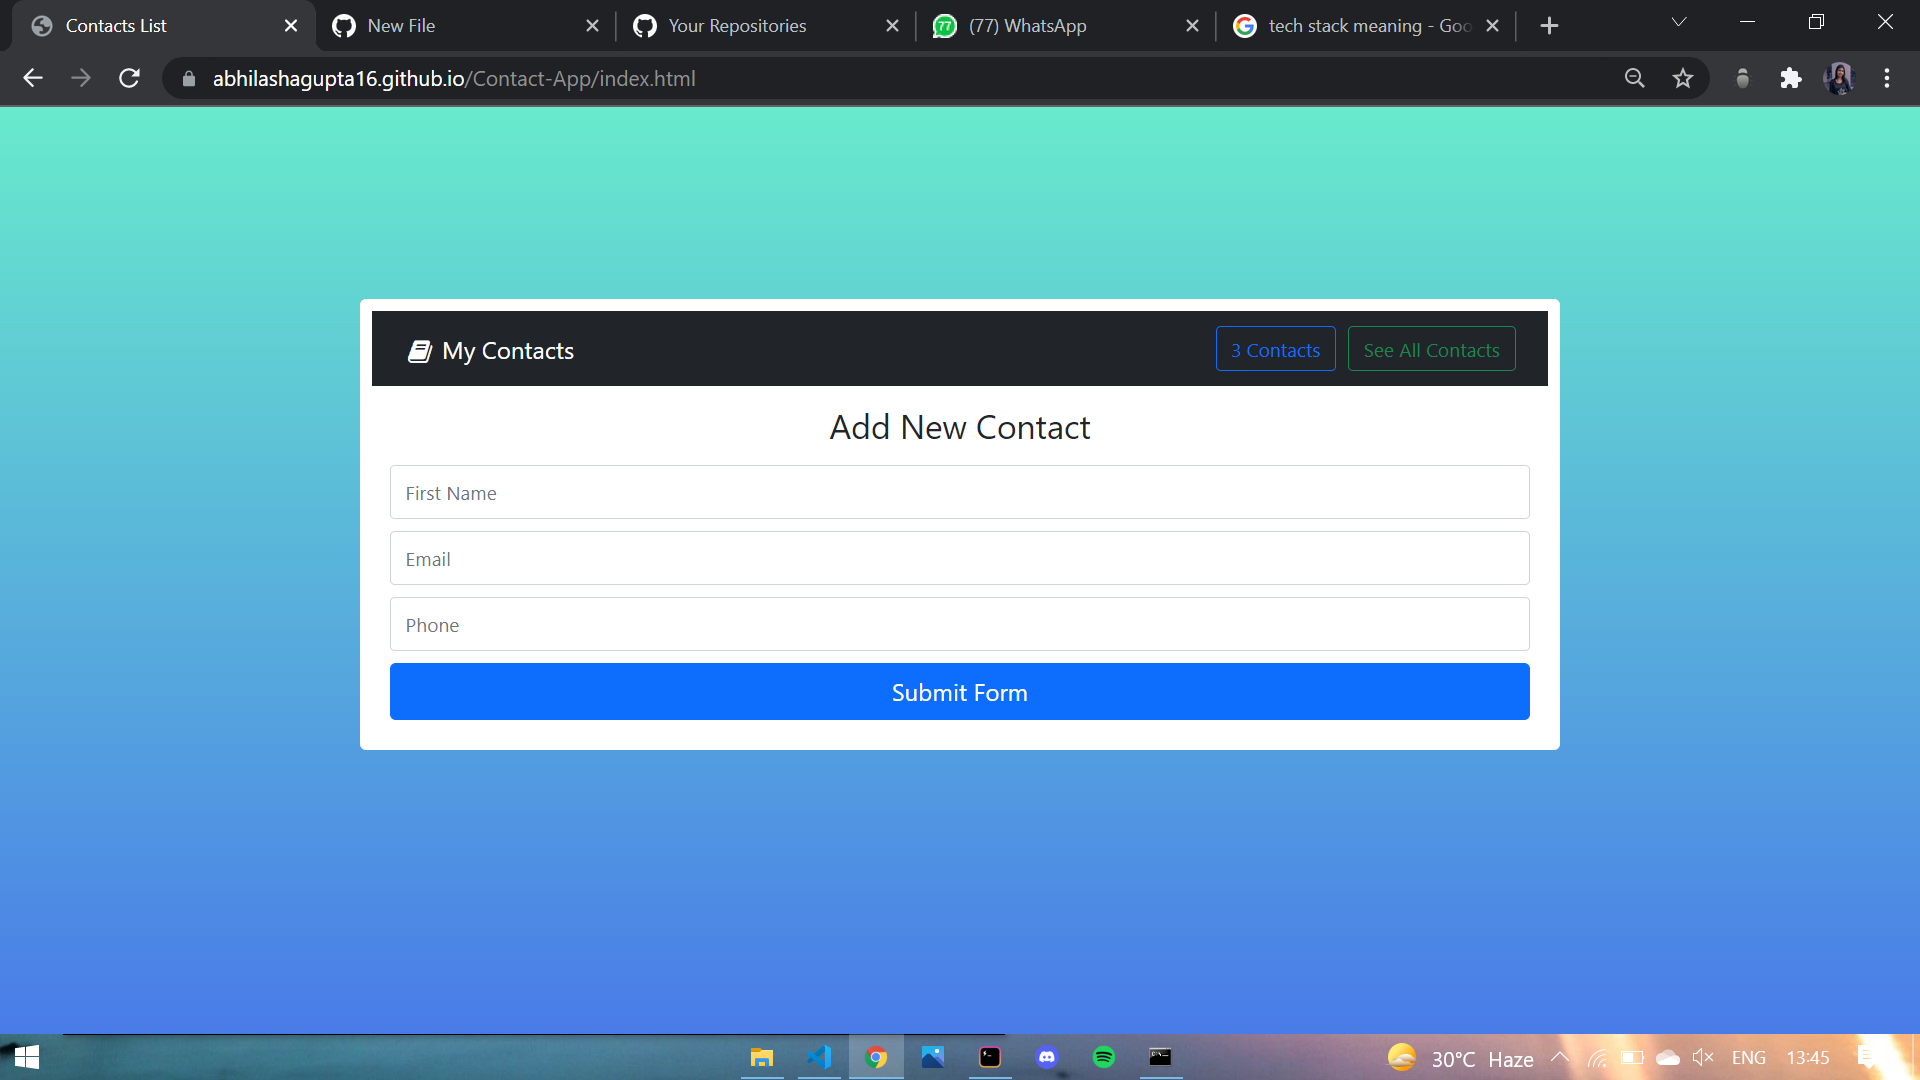 Contacts List
New File
Your Repositories
77
(77) WhatsApp
tech stack meaning - Goo
abhilashagupta16.github.io/Contact-App/index.html
My Contacts
3 Contacts
See All Contacts
Add New Contact
First Name
Email
Phone
Submit Form
30°C Haze
ENG
13:45